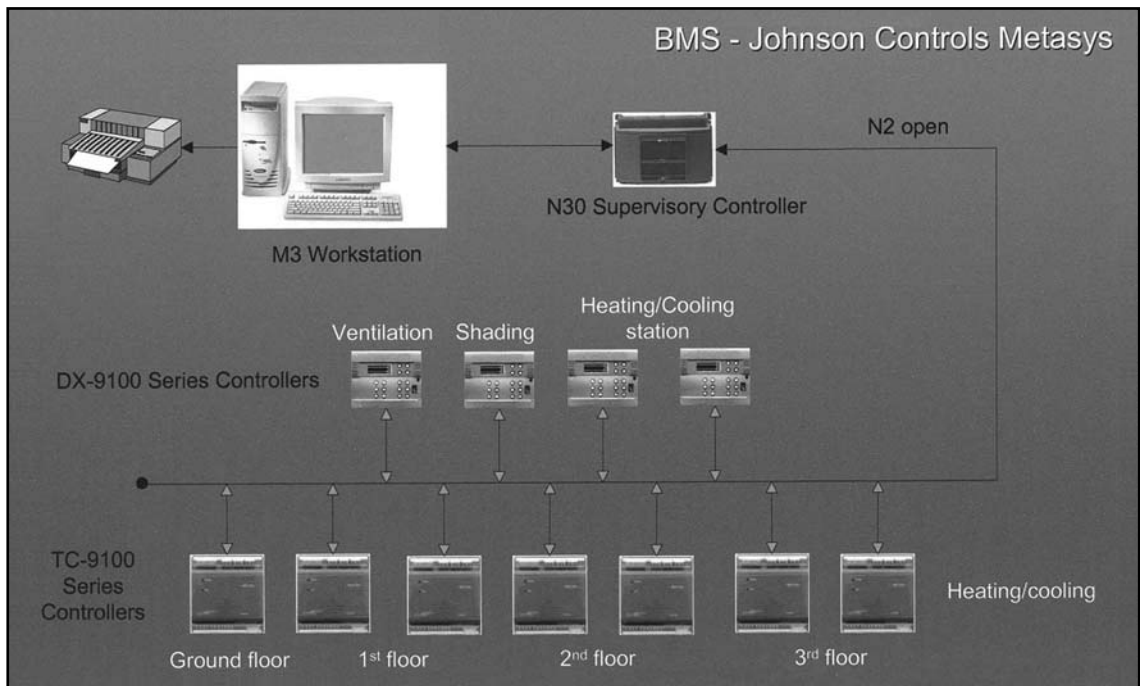 BMS - Johnson Controls Metasys
N2 open
N30 Supervisory Controller
M3 Workstation
Heating/Cooling
station
Ventilation
Shading
DX-9100 Series Controllers
TC-9100
Series
Controllers
Heating/cooling
Ground floor
1st floor
2nd floor
3rd floor